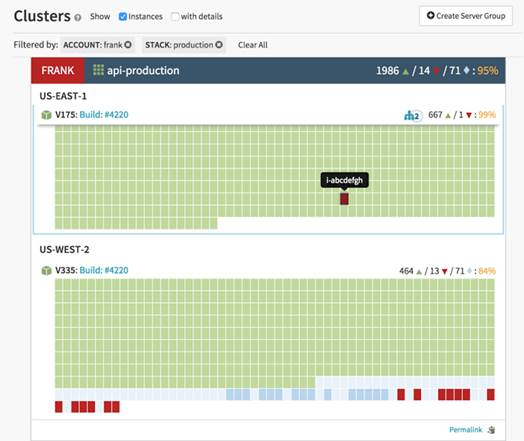 Clusters Show Instances with details Create Server Group
Filtered by: ACCOUNT: frank STACK: production Clear All
FRANK api-production 1986 ▲ / 14 ▼ / 71 ♦ : 95%
US-EAST-1
V175: Build: #4220 2 667 ▲ / 1 ▼ : 99%
i-abcdefgh
US-WEST-2
V335: Build: #4220 464 ▲ / 13 ▼ / 71 ♦ : 84%
Permalink